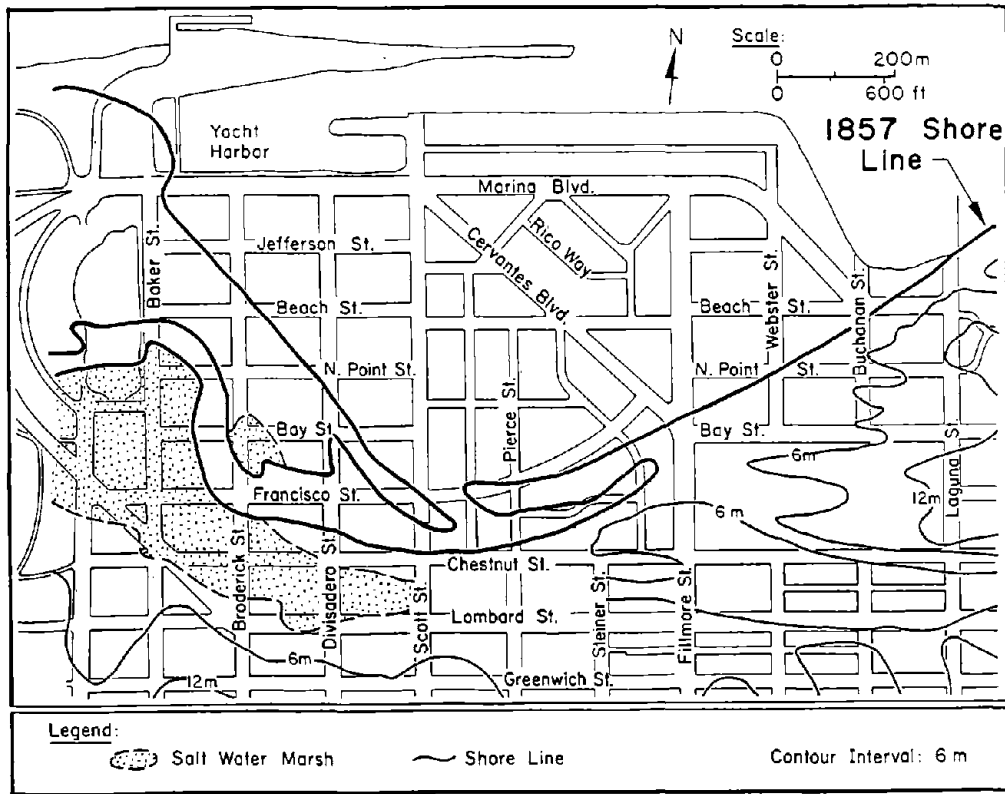 N
Scale:
0 200m
0 600 ft
1857 Shore
Line
Yacht
Harbor
Marina Blvd.
Jefferson St.
Cervantes Blvd.
Rico Way
Baker St.
Beach St.
Beach St.
Webster St.
Buchanan St.
N. Point St.
N. Point St.
Pierce St.
Bay St.
Bay St.
6m
12m
Laguna St.
Francisco St.
6 m
Chestnut St.
Broderick St.
Divisadero St.
Scott St.
Lombard St.
Steiner St.
Fillmore St.
6m
12m
Greenwich St.
Legend:
Salt Water Marsh
Shore Line
Contour Interval: 6 m